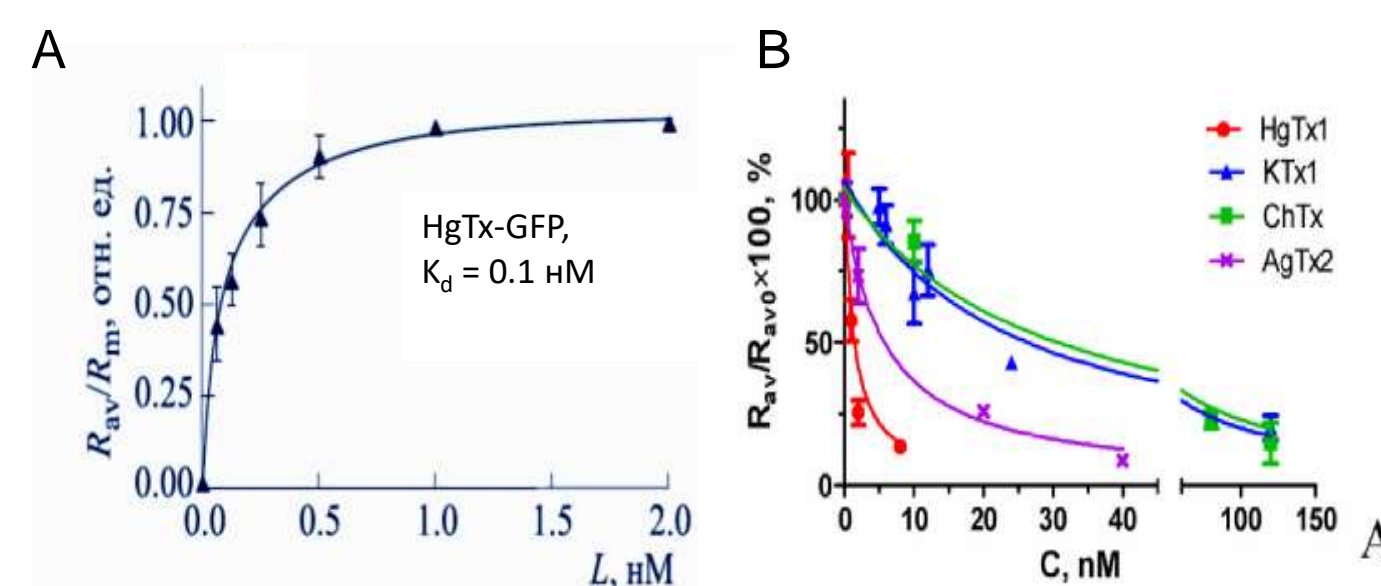 A
B
1.00
0.75
0.50
0.25
0.00
R_av/R_m, отн. ед.
HgTx-GFP,
K_d = 0.1 нМ
0.0 0.5 1.0 1.5 2.0
L, нМ
R_av/R_av0×100, %
100
50
0
HgTx1
KTx1
ChTx
AgTx2
0 10 20 30 40 100 150
C, nM
A